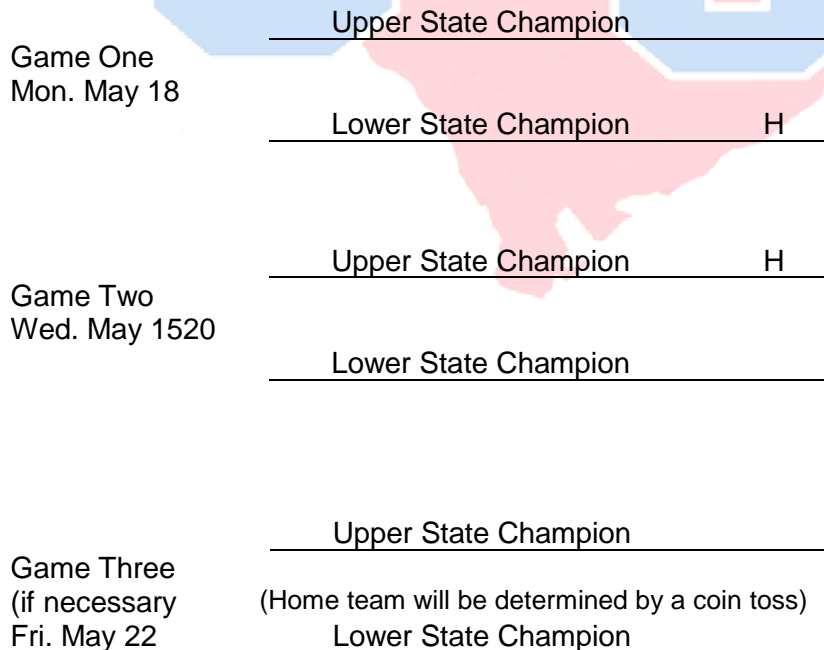 Upper State Champion
Game One
Mon. May 18
Lower State Champion H
Upper State Champion H
Game Two
Wed. May 1520
Lower State Champion
Upper State Champion
Game Three
(if necessary (Home team will be determined by a coin toss)
Fri. May 22 Lower State Champion